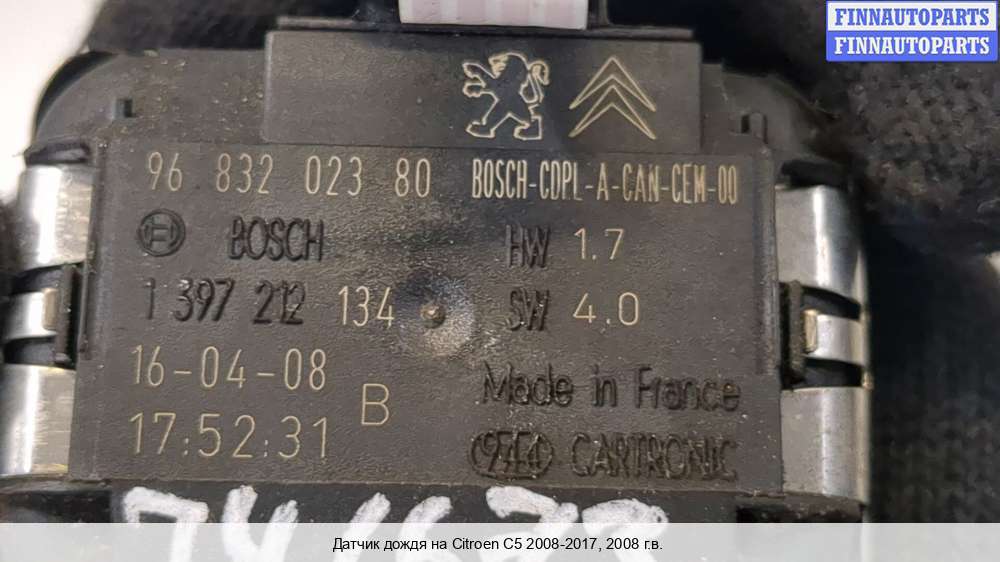 FINNAUTOPARTS
FINNAUTOPARTS
96 832 023 80 BOSCH-CDPL-A-CAN-CEM-00
BOSCH HW 1.7
1 397 212 134 SW 4.0
16-04-08 Made in France
17:52:31 B CARTRONIC
Датчик дождя на Citroen C5 2008-2017, 2008 г.в.